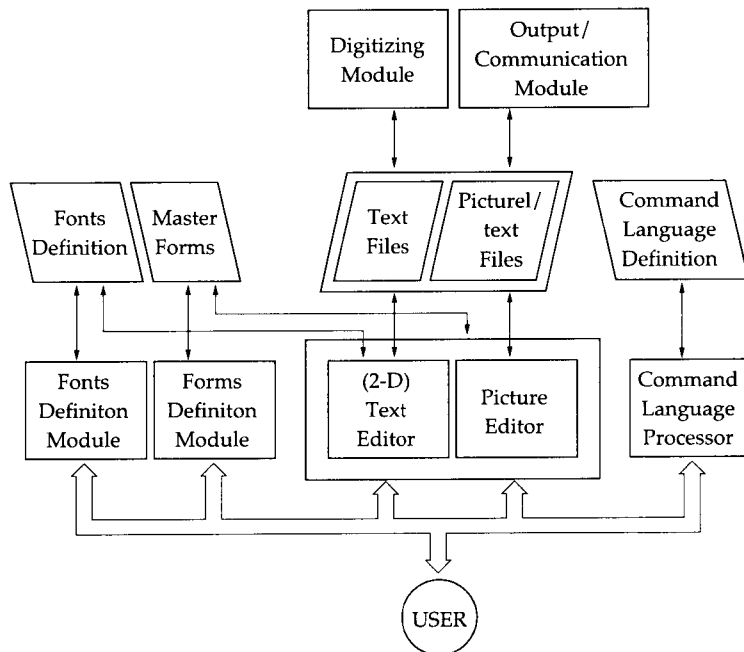 Digitizing
Module
Output/
Communication
Module
Fonts
Definition
Master
Forms
Text
Files
Picturel/
text
Files
Command
Language
Definition
Fonts
Definiton
Module
Forms
Definiton
Module
(2-D)
Text
Editor
Picture
Editor
Command
Language
Processor
USER